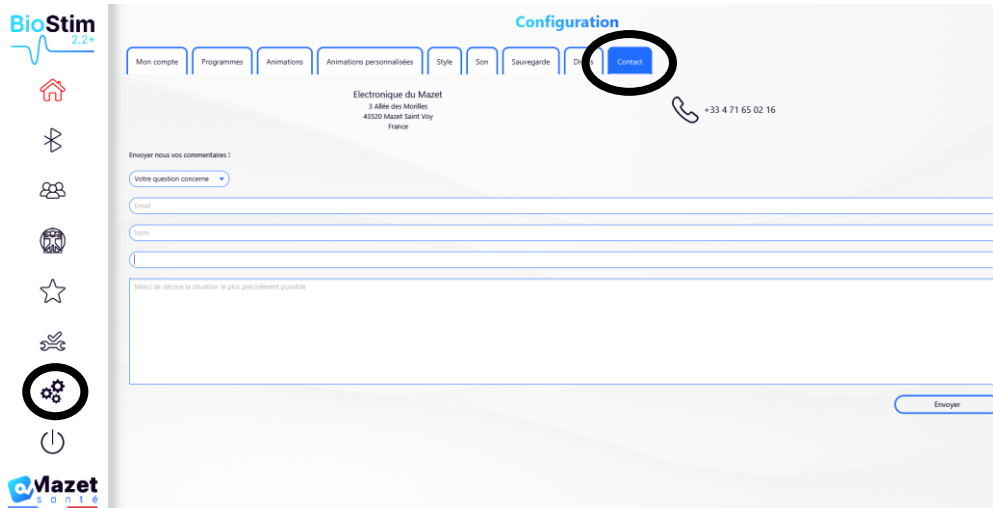 BioStim
2.2+
Configuration
Mon compte
Programmes
Animations
Animations personnalisées
Style
Son
Sauvegarde
Contact
Electronique du Mazet
3 Allée des Morilles
43520 Mazet Saint Voy
France
+33 4 71 65 02 16
Envoyer nous vos commentaires !
Votre question concerne
Email
Nom
Merci de décrire la situation le plus précisément possible
Envoyer
Mazet
santé